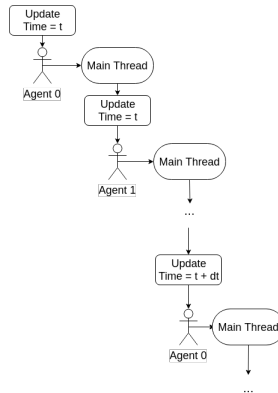 Update
Time = t
Agent 0
Main Thread
Update
Time = t
Agent 1
Main Thread
...
Update
Time = t + dt
Agent 0
Main Thread
...